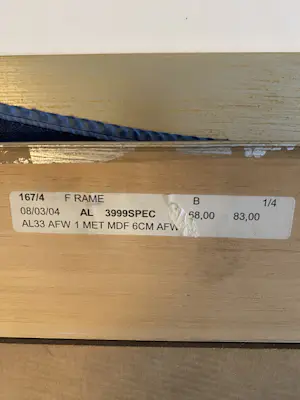 167/4 F RAME B 1/4
08/03/04 AL 3999SPEC 68,00 83,00
AL33 AFW 1 MET MDF 6CM AFW